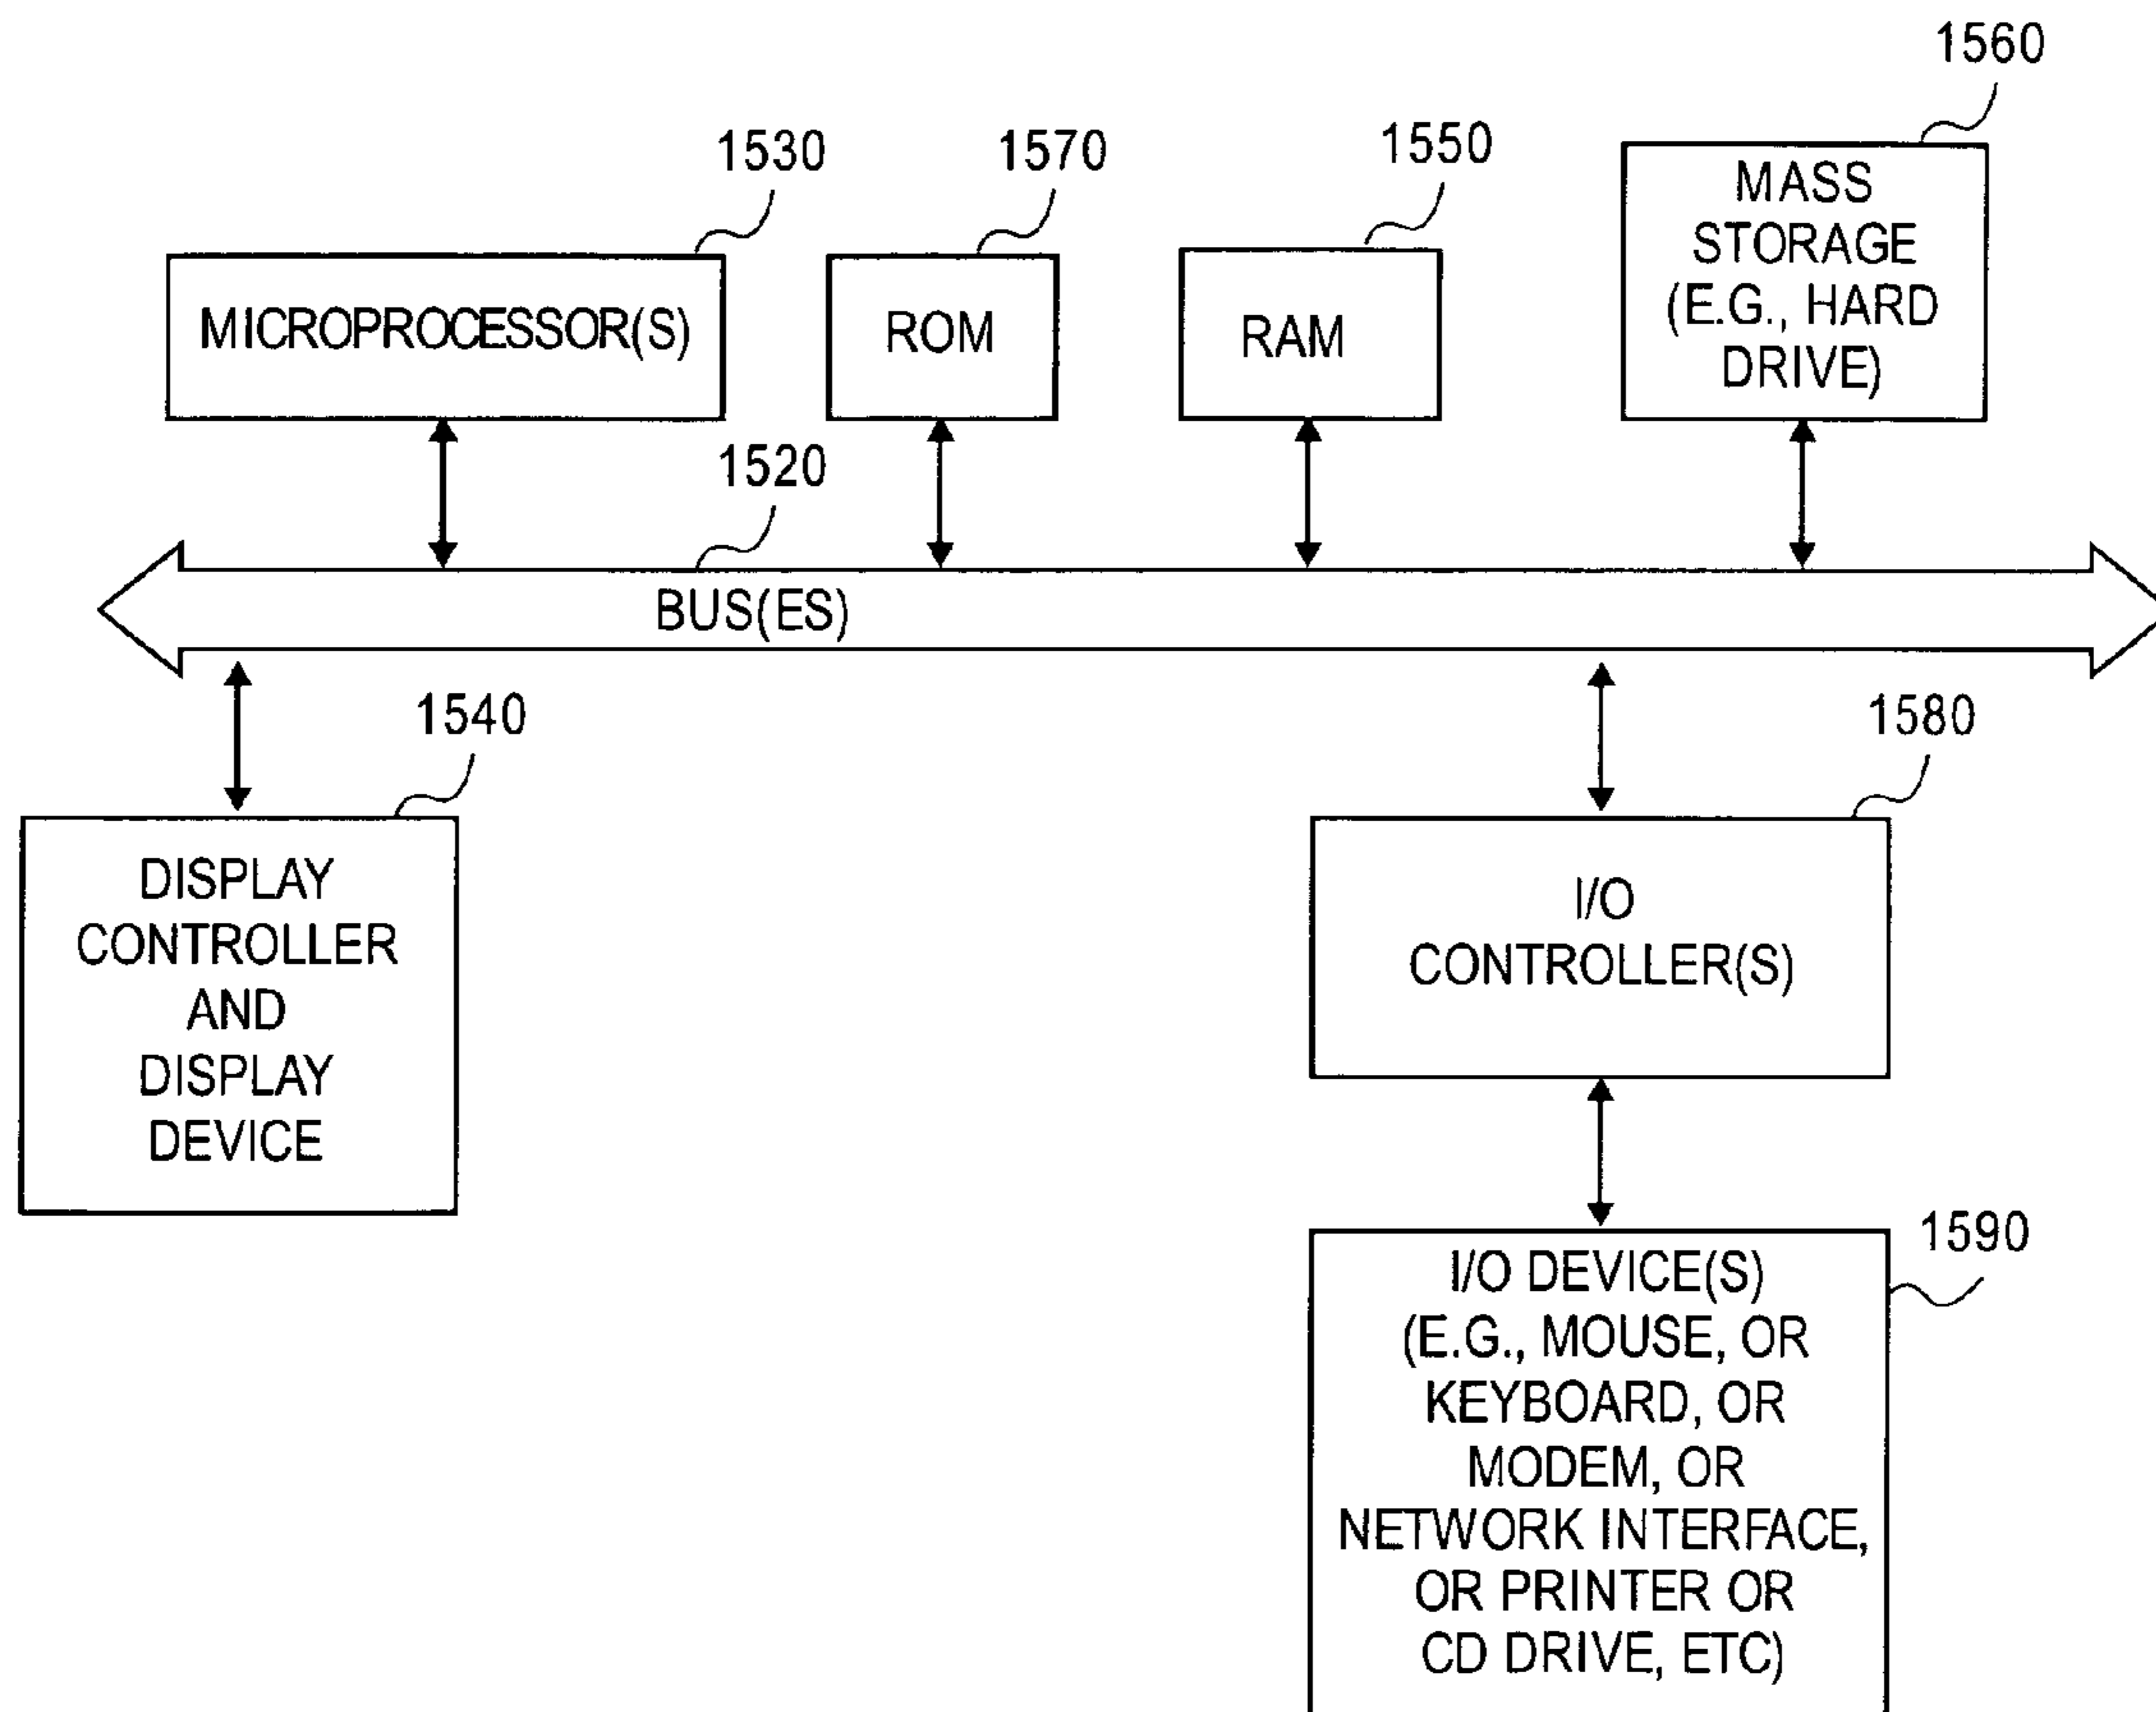 1560
1530
1570
1550
MASS
STORAGE
(E.G., HARD
DRIVE)
MICROPROCESSOR(S)
ROM
RAM
1520
BUS(ES)
1540
1580
DISPLAY
CONTROLLER
AND
DISPLAY
DEVICE
I/O
CONTROLLER(S)
1590
I/O DEVICE(S)
(E.G., MOUSE, OR
KEYBOARD, OR
MODEM, OR
NETWORK INTERFACE,
OR PRINTER OR
CD DRIVE, ETC)